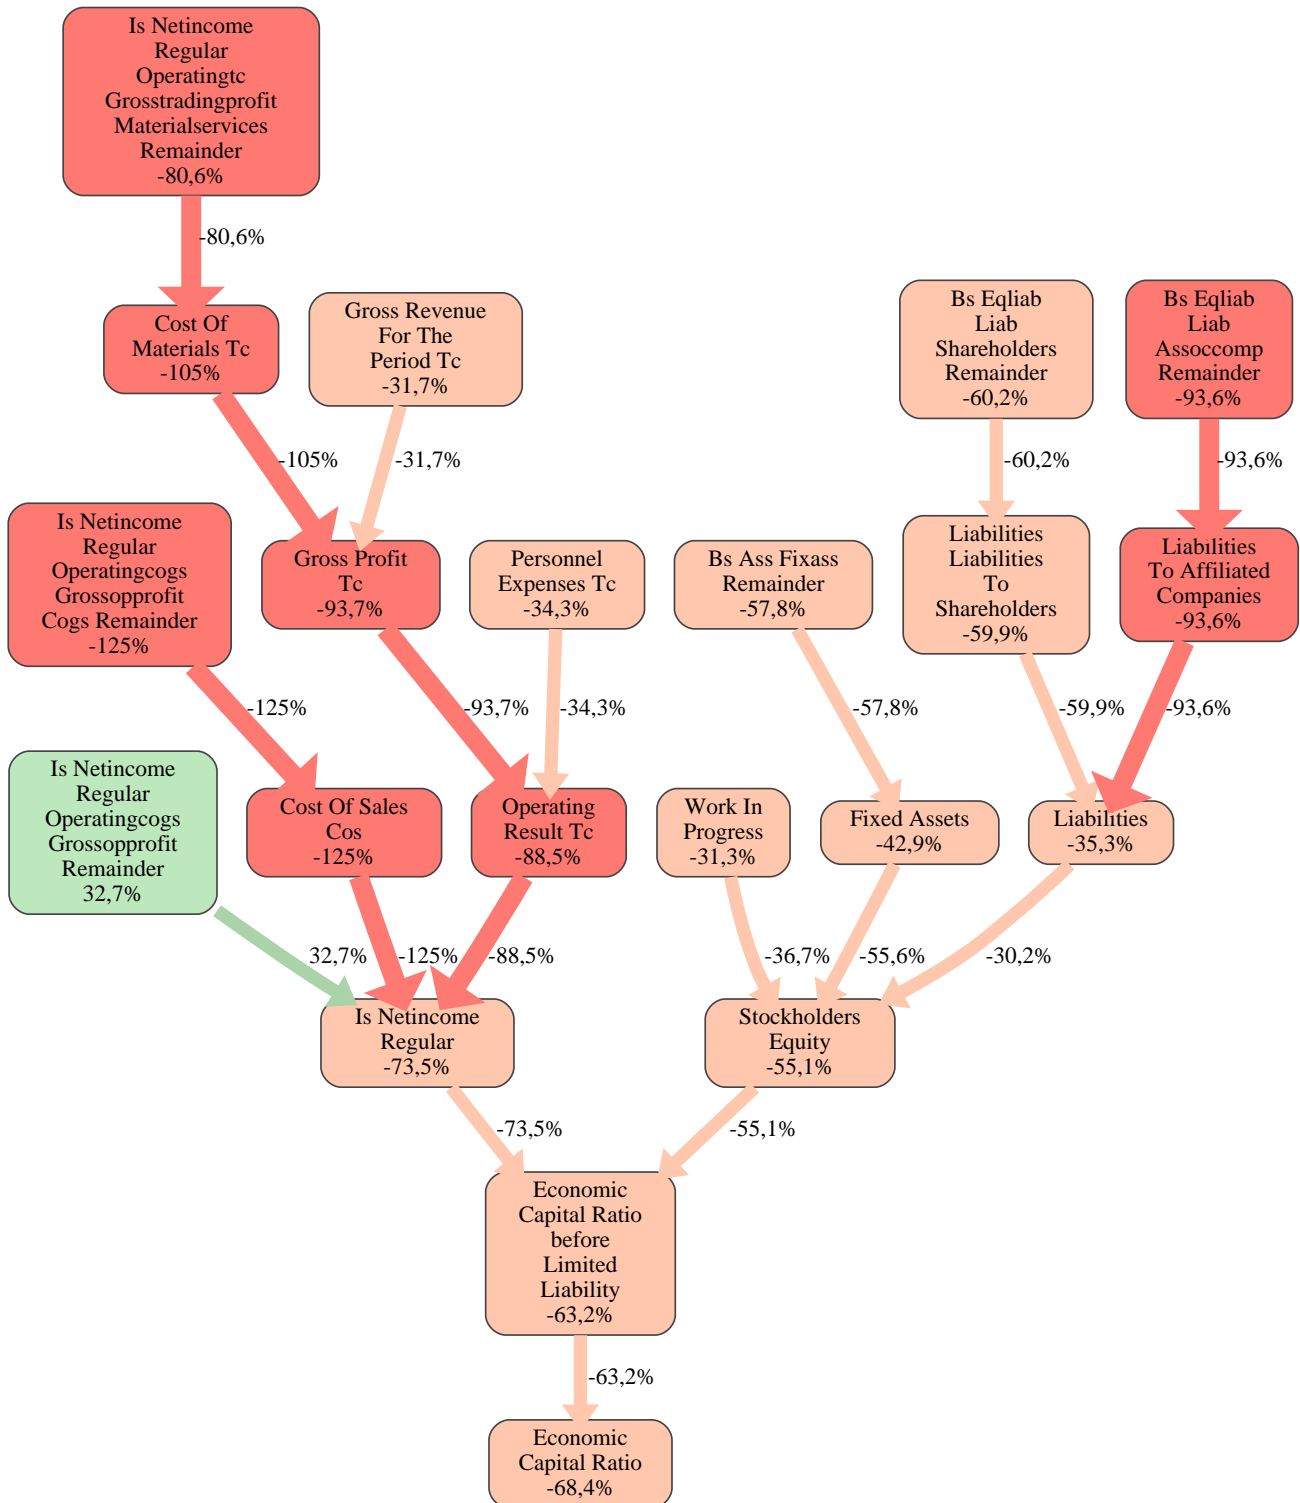 Is Netincome
Regular
Operatingtc
Grosstradingprofit
Materialservices
Remainder
-80,6%
-80,6%
Cost Of
Materials Tc
-105%
Gross Revenue
For The
Period Tc
-31,7%
Bs Eqliab
Liab
Shareholders
Remainder
-60,2%
Bs Eqliab
Liab
Assoccomp
Remainder
-93,6%
-105%
-31,7%
-60,2%
-93,6%
Is Netincome
Regular
Operatingcogs
Grossopprofit
Cogs Remainder
-125%
Gross Profit
Tc
-93,7%
Personnel
Expenses Tc
-34,3%
Bs Ass Fixass
Remainder
-57,8%
Liabilities
Liabilities
To
Shareholders
-59,9%
Liabilities
To Affiliated
Companies
-93,6%
-125%
-93,7%
-34,3%
-57,8%
-59,9%
-93,6%
Is Netincome
Regular
Operatingcogs
Grossopprofit
Remainder
32,7%
Cost Of Sales
Cos
-125%
Operating
Result Tc
-88,5%
Work In
Progress
-31,3%
Fixed Assets
-42,9%
Liabilities
-35,3%
32,7%
-125%
-88,5%
-36,7%
-55,6%
-30,2%
Is Netincome
Regular
-73,5%
Stockholders
Equity
-55,1%
-73,5%
-55,1%
Economic
Capital Ratio
before
Limited
Liability
-63,2%
-63,2%
Economic
Capital Ratio
-68,4%